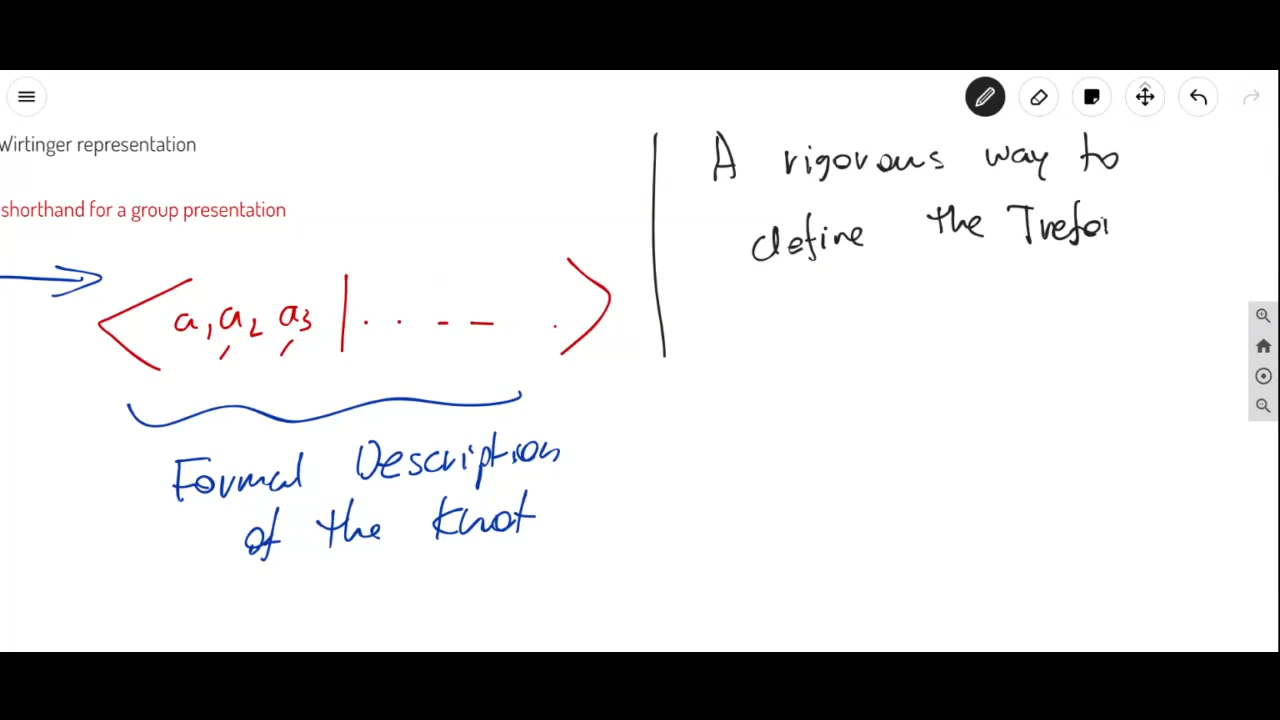 Wirtinger representation
shorthand for a group presentation
< a, a2, a3, | . . - - . >
Formal Description
of the Knot
A rigorous way to
define the Trefoi